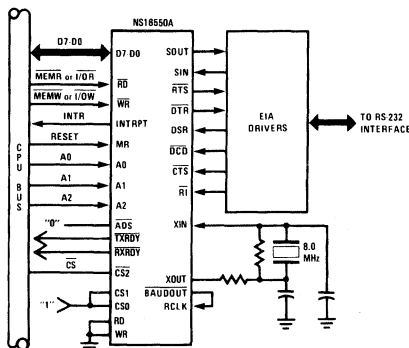 NS16550A
D7-D0
D7-D0
SOUT
SIN
MEMR or I/OR
RD
RTS
MEMW or I/OW
WR
DTR
EIA
DRIVERS
TO RS-232
INTERFACE
INTR
INTRPT
DSR
RESET
MR
DCD
CPU
BUS
A0
A0
CTS
A1
A1
RI
A2
A2
XIN
"0"
ADS
TXRDY
RXRDY
8.0
MHz
CS
CS2
XOUT
"1"
CS1
BAUDOUT
CS0
RCLK
RD
WR